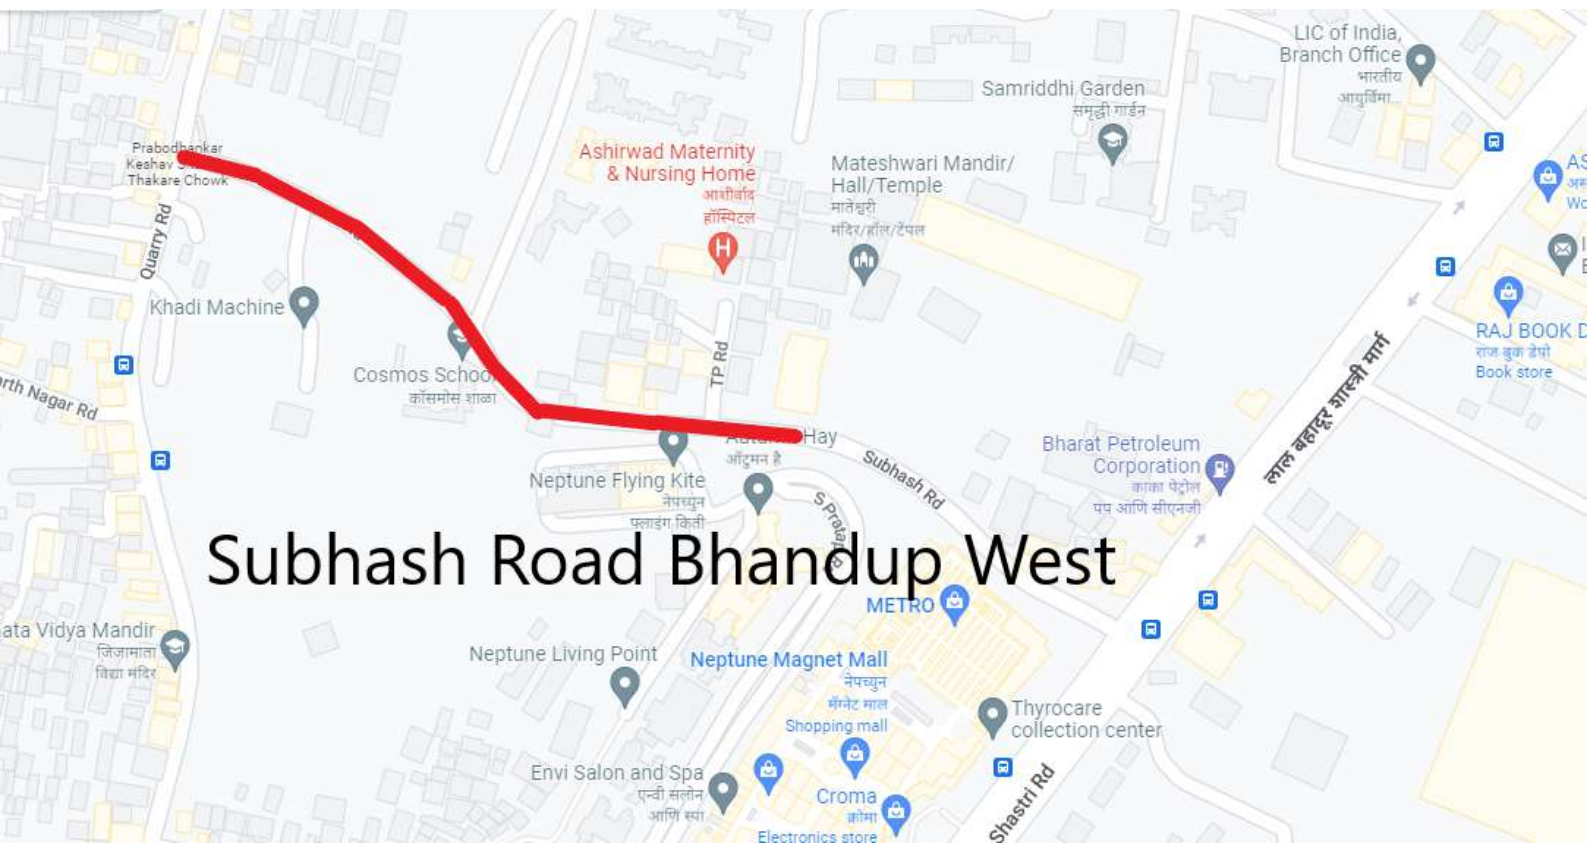 LIC of India,
Branch Office
भारतीय
आयुर्विमा...
Samriddhi Garden
समृद्धी गार्डन
Prabodhankar
Keshav
Thakare Chowk
Ashirwad Maternity
& Nursing Home
आशीर्वाद
हॉस्पिटल
Mateshwari Mandir/
Hall/Temple
मातेश्वरी
मंदिर/हॉल/टेंपल
Quarry Rd
Khadi Machine
RAJ BOOK D
राज बुक डेपो
Book store
TP Rd
Cosmos School
कॉसमोस शाळा
लाल बहादूर शास्त्री मार्ग
Nagar Rd
Hay
ऑटुमन है
Subhash Rd
Bharat Petroleum
Corporation
काका पेट्रोल
पंप आणि सीएनजी
Neptune Flying Kite
नेपच्युन
फ्लाइंग किती
Subhash Road Bhandup West
METRO
ata Vidya Mandir
जिजामाता
विद्या मंदिर
Neptune Living Point
Neptune Magnet Mall
नेपच्युन
मॅग्नेट माल
Shopping mall
Thyrocare
collection center
Envi Salon and Spa
एन्वी सलोन
आणि स्पा
Croma
क्रोमा
Electronics store
Shastri Rd